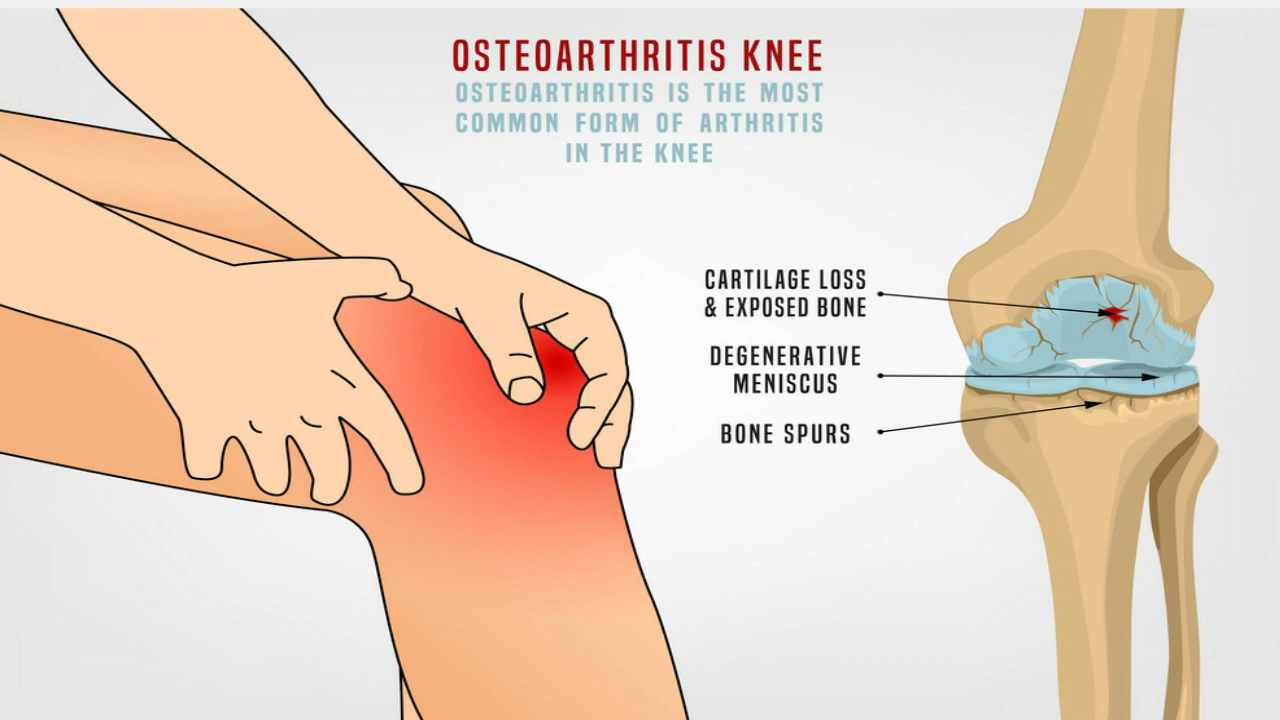 OSTEOARTHRITIS KNEE
OSTEOARTHRITIS IS THE MOST
COMMON FORM OF ARTHRITIS
IN THE KNEE
CARTILAGE LOSS
& EXPOSED BONE
DEGENERATIVE
MENISCUS
BONE SPURS